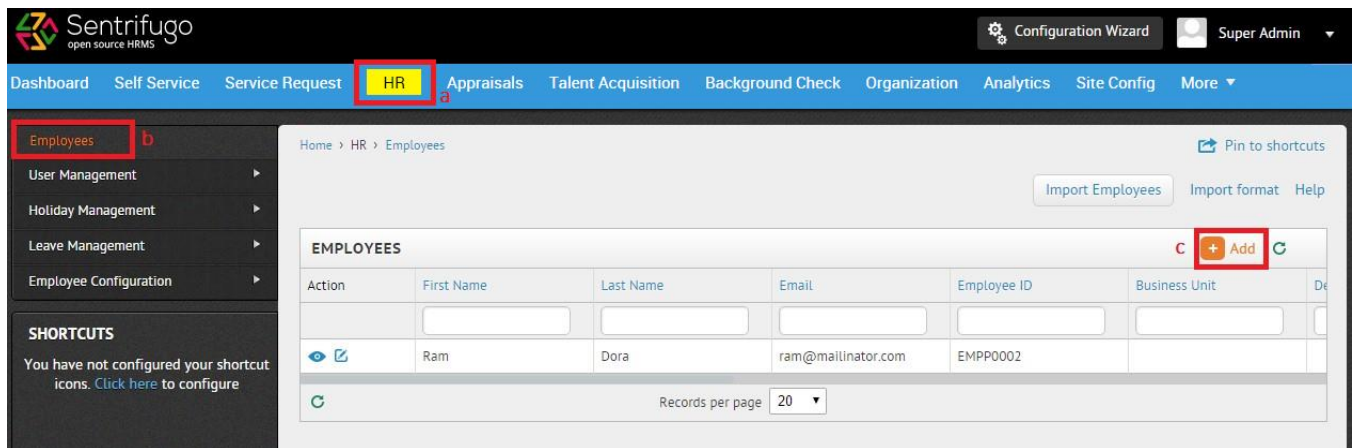 Sentrifugo
open source HRMS
Configuration Wizard
Super Admin
Dashboard Self Service Service Request HR Appraisals Talent Acquisition Background Check Organization Analytics Site Config More
a
Employees b
User Management
Holiday Management
Leave Management
Employee Configuration
SHORTCUTS
You have not configured your shortcut
icons. Click here to configure
Home > HR > Employees
Pin to shortcuts
Import Employees Import format Help
EMPLOYEES
c + Add
Action First Name Last Name Email Employee ID Business Unit De
Ram Dora ram@mailinator.com EMPP0002
Records per page 20